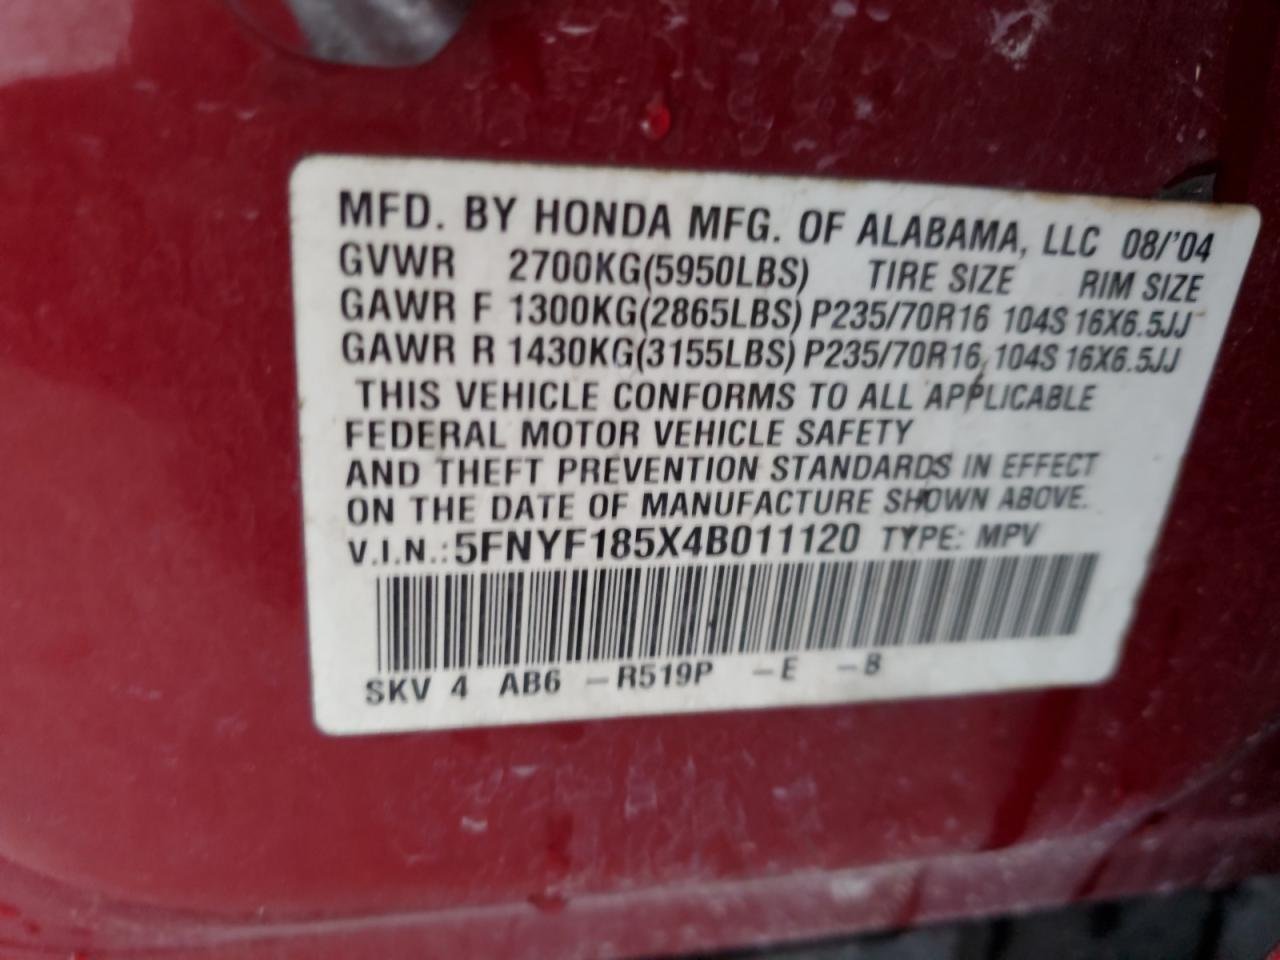 MFD. BY HONDA MFG. OF ALABAMA, LLC 08/'04
GVWR 2700KG(5950LBS) TIRE SIZE RIM SIZE
GAWR F 1300KG(2865LBS) P235/70R16 104S 16X6.5JJ
GAWR R 1430KG(3155LBS) P235/70R16 104S 16X6.5JJ
THIS VEHICLE CONFORMS TO ALL APPLICABLE
FEDERAL MOTOR VEHICLE SAFETY
AND THEFT PREVENTION STANDARDS IN EFFECT
ON THE DATE OF MANUFACTURE SHOWN ABOVE.
V.I.N.: 5FNYF185X4B011120 TYPE: MPV
SKV 4 AB6 -R519P -E -B